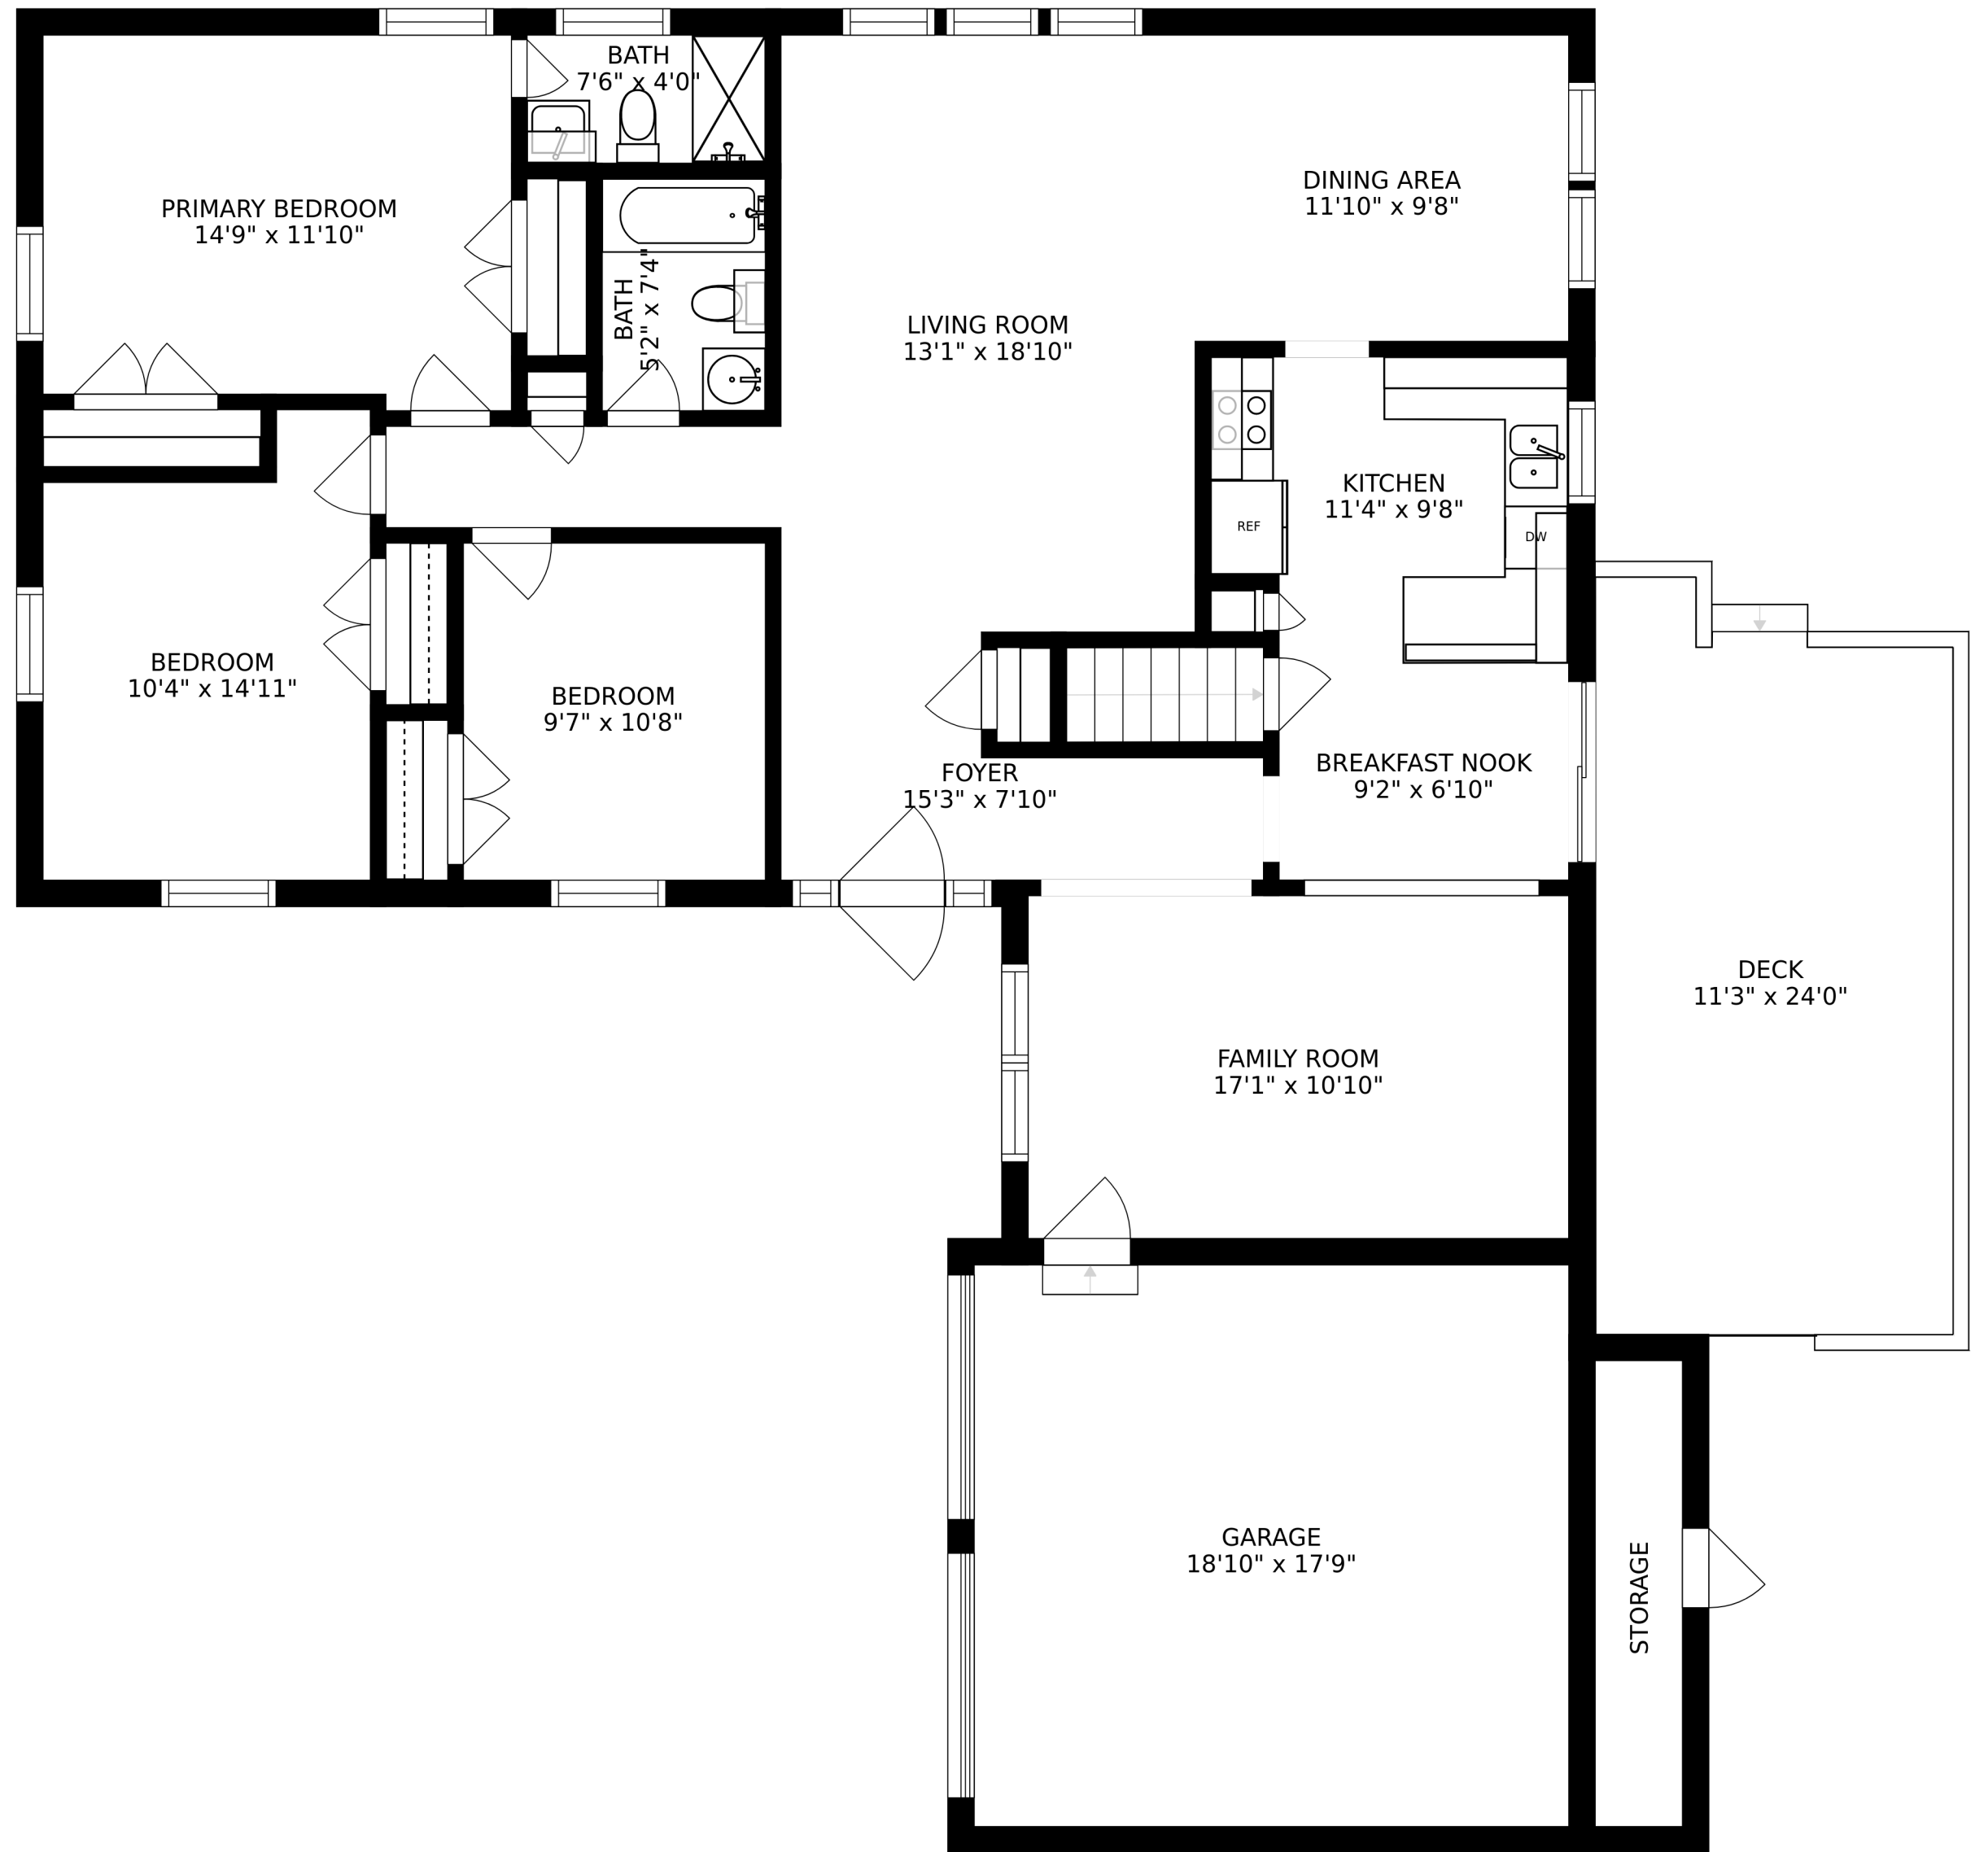 BATH
7'6" x 4'0"
PRIMARY BEDROOM
14'9" x 11'10"
DINING AREA
11'10" x 9'8"
BATH
5'2" x 7'4"
LIVING ROOM
13'1" x 18'10"
KITCHEN
11'4" x 9'8"
REF
DW
BEDROOM
10'4" x 14'11"
BEDROOM
9'7" x 10'8"
FOYER
15'3" x 7'10"
BREAKFAST NOOK
9'2" x 6'10"
DECK
11'3" x 24'0"
FAMILY ROOM
17'1" x 10'10"
GARAGE
18'10" x 17'9"
STORAGE